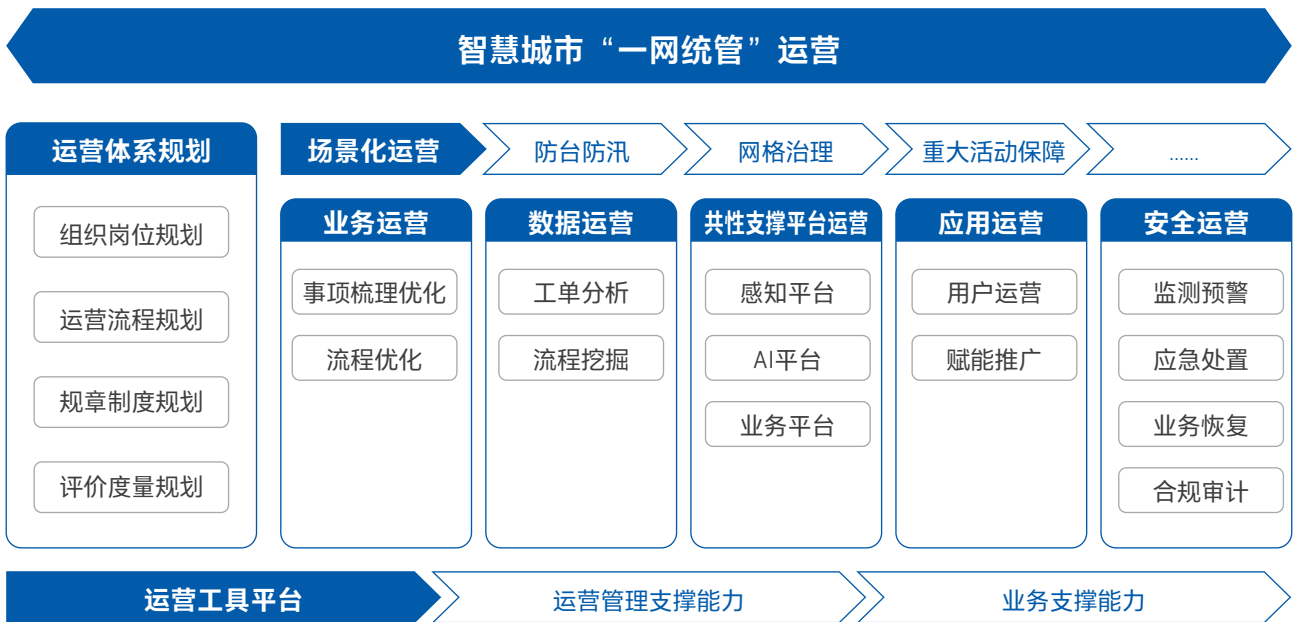 智慧城市“一网统管”运营
运营体系规划
组织岗位规划
运营流程规划
规章制度规划
评价度量规划
场景化运营
防台防汛
网格治理
重大活动保障
......
业务运营
事项梳理优化
流程优化
数据运营
工单分析
流程挖掘
共性支撑平台运营
感知平台
AI平台
业务平台
应用运营
用户运营
赋能推广
安全运营
监测预警
应急处置
业务恢复
合规审计
运营工具平台
运营管理支撑能力
业务支撑能力